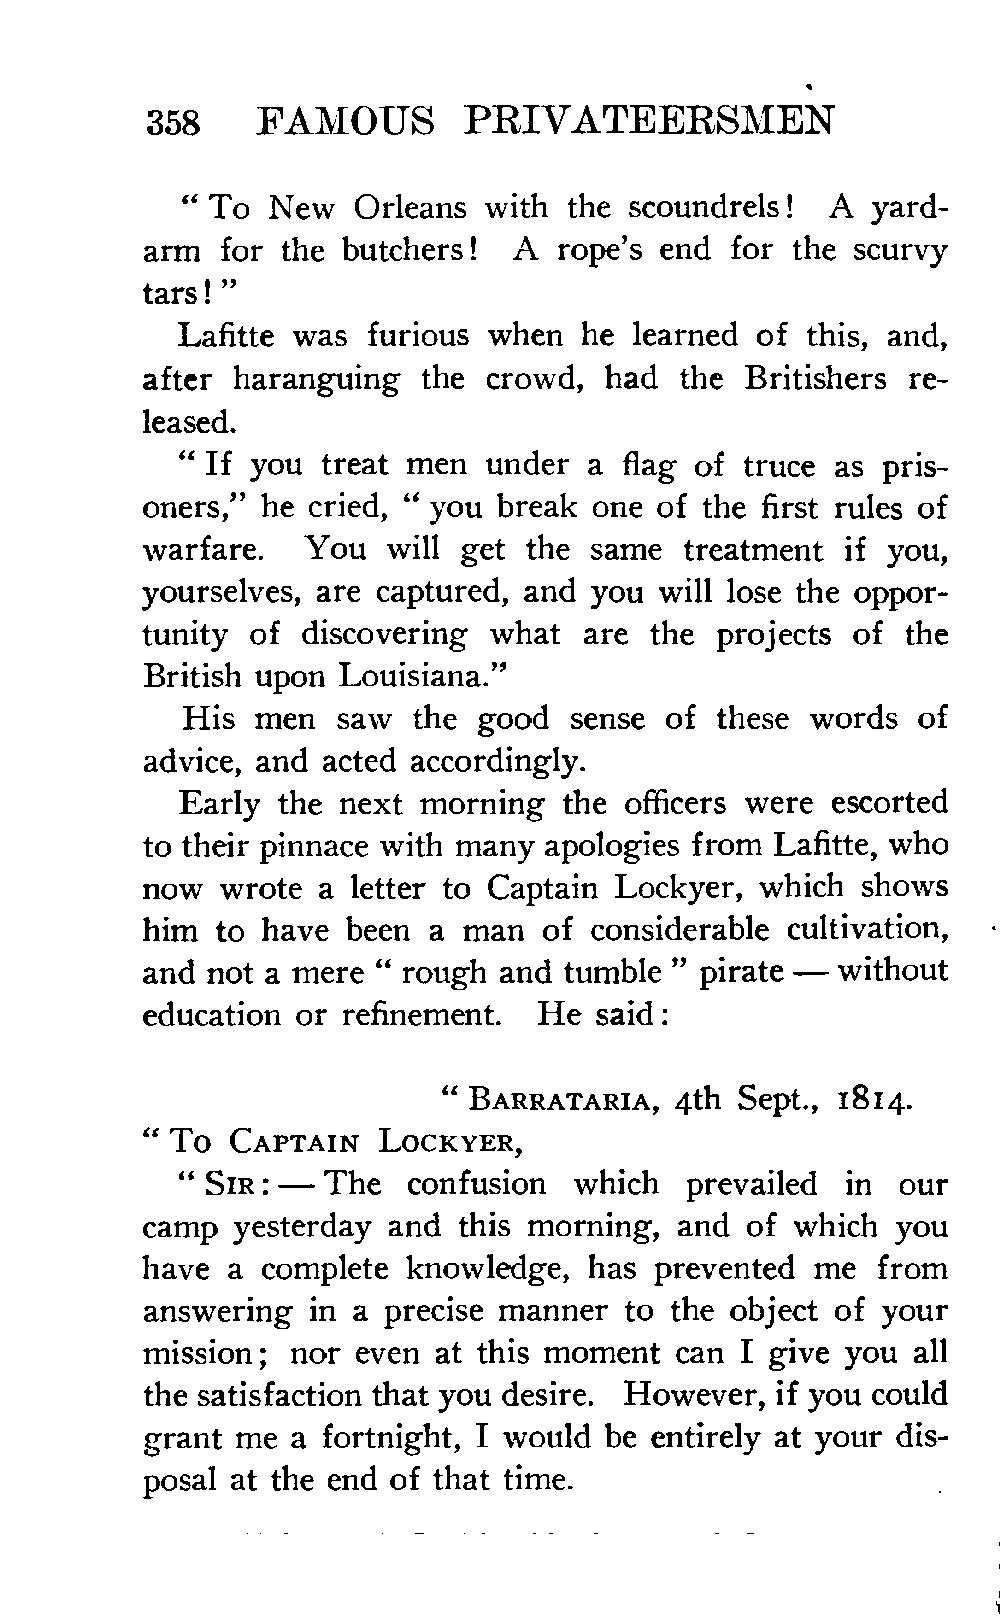 358 FAMOUS PRIVATEERSMEN
“ To New Orleans with the scoundrels! A yard-
arm for the butchers! A rope’s end for the scurvy
tars! ”
Lafitte was furious when he learned of this, and,
after haranguing the crowd, had the Britishers re-
leased.
“ If you treat men under a flag of truce as pris-
oners,” he cried, “ you break one of the first rules of
warfare. You will get the same treatment if you,
yourselves, are captured, and you will lose the oppor-
tunity of discovering what are the projects of the
British upon Louisiana.”
His men saw the good sense of these words of
advice, and acted accordingly.
Early the next morning the officers were escorted
to their pinnace with many apologies from Lafitte, who
now wrote a letter to Captain Lockyer, which shows
him to have been a man of considerable cultivation,
and not a mere “ rough and tumble ” pirate — without
education or refinement. He said:
“ BARRATARIA, 4th Sept., 1814.
“ TO CAPTAIN LOCKYER,
“ SIR: — The confusion which prevailed in our
camp yesterday and this morning, and of which you
have a complete knowledge, has prevented me from
answering in a precise manner to the object of your
mission; nor even at this moment can I give you all
the satisfaction that you desire. However, if you could
grant me a fortnight, I would be entirely at your dis-
posal at the end of that time.